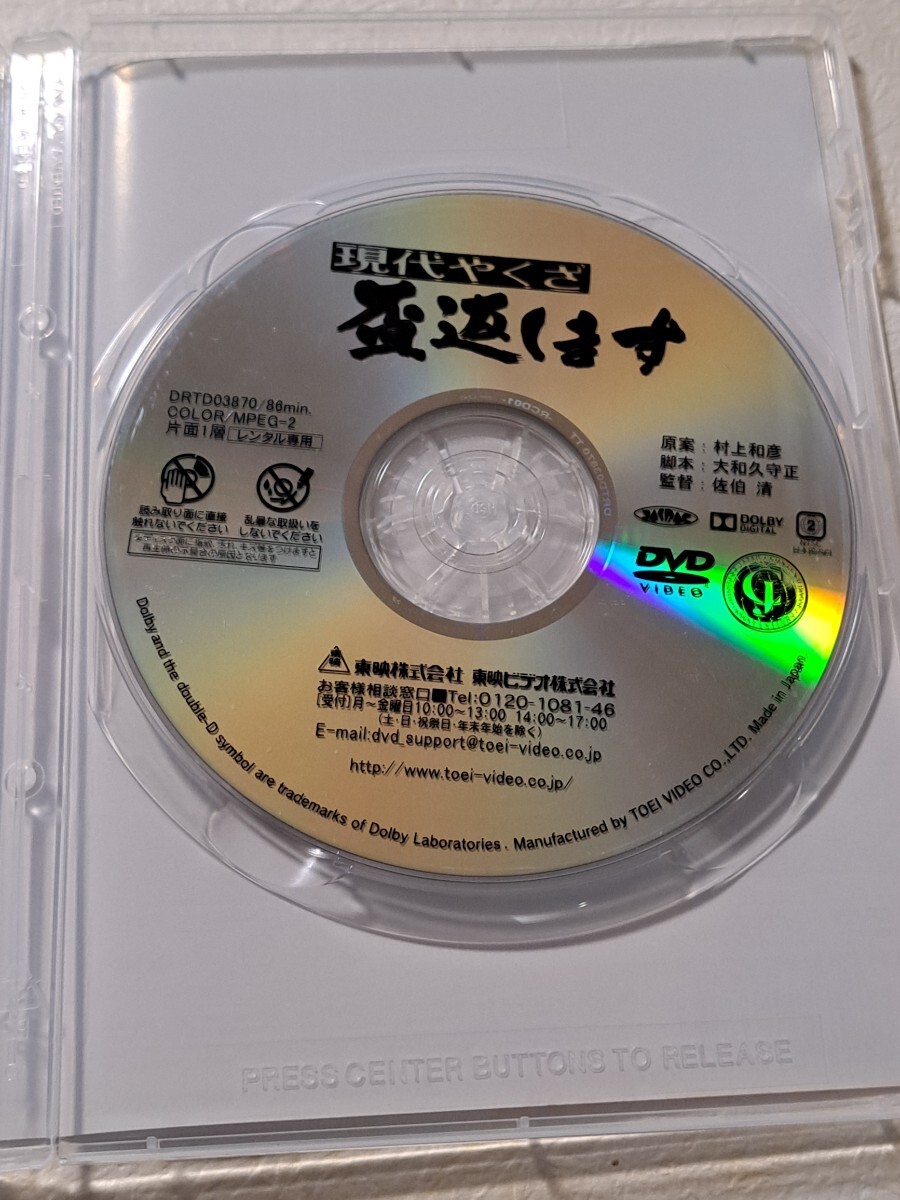 現代やくざ
盃返します
DRTD03870/86min.
COLOR/MPEG-2
片面1層 レンタル専用
読み取り面に直接
触れないでください
乱暴な取扱いを
しないでください
原案：村上和彦
脚本：大和久守正
監督：佐伯 清
DOLBY
DIGITAL
2
NTSC
日本市場向
DVD
VIDEO
東映株式会社 東映ビデオ株式会社
お客様相談窓口■Tel:0120-1081-46
[受付]月～金曜日10:00～13:00 14:00～17:00
(土・日・祝祭日・年末年始を除く)
E-mail:dvd_support@toei-video.co.jp
http://www.toei-video.co.jp/
Dolby and the double-D symbol are trademarks of Dolby Laboratories. Manufactured by TOEI VIDEO CO.,LTD. Made in Japan
PRESS CENTER BUTTONS TO RELEASE